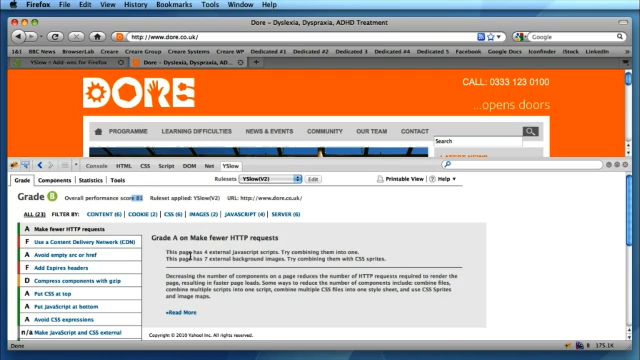 Firefox File Edit View History Bookmarks Tools Window Help
Dore – Dyslexia, Dyspraxia, ADHD Treatment
http://www.dore.co.uk/
BBC News BrowserLab Creare Creare Group Creare Support Creare WP Dedicated #1 Dedicated #2 Dedicated #3 Dedicated #4 Facebook Google Docs Iconfinder iStock LinkedIn
YSlow :: Add-ons for Firefox
Dore – Dyslexia, Dyspraxia, AD...
DORE
CALL: 0333 123 0100
...opens doors
PROGRAMME LEARNING DIFFICULTIES NEWS & EVENTS COMMUNITY OUR TEAM CONTACT
Search
Console HTML CSS Script DOM Net YSlow
Grade Components Statistics Tools
Rulesets YSlow(V2) Edit Printable View Help
Grade B Overall performance score 81 Ruleset applied: YSlow(V2) URL: http://www.dore.co.uk/
ALL (23) FILTER BY: CONTENT (6) COOKIE (2) CSS (6) IMAGES (2) JAVASCRIPT (4) SERVER (6)
A Make fewer HTTP requests
F Use a Content Delivery Network (CDN)
A Avoid empty src or href
F Add Expires headers
D Compress components with gzip
A Put CSS at top
A Put JavaScript at bottom
A Avoid CSS expressions
n/a Make JavaScript and CSS external
Grade A on Make fewer HTTP requests
This page has 4 external Javascript scripts. Try combining them into one.
This page has 7 external background images. Try combining them with CSS sprites.
Decreasing the number of components on a page reduces the number of HTTP requests required to render the
page, resulting in faster page loads. Some ways to reduce the number of components include: combine files,
combine multiple scripts into one script, combine multiple CSS files into one style sheet, and use CSS Sprites
and image maps.
»Read More
Copyright © 2010 Yahoo! Inc. All rights reserved.
Done
175.1K